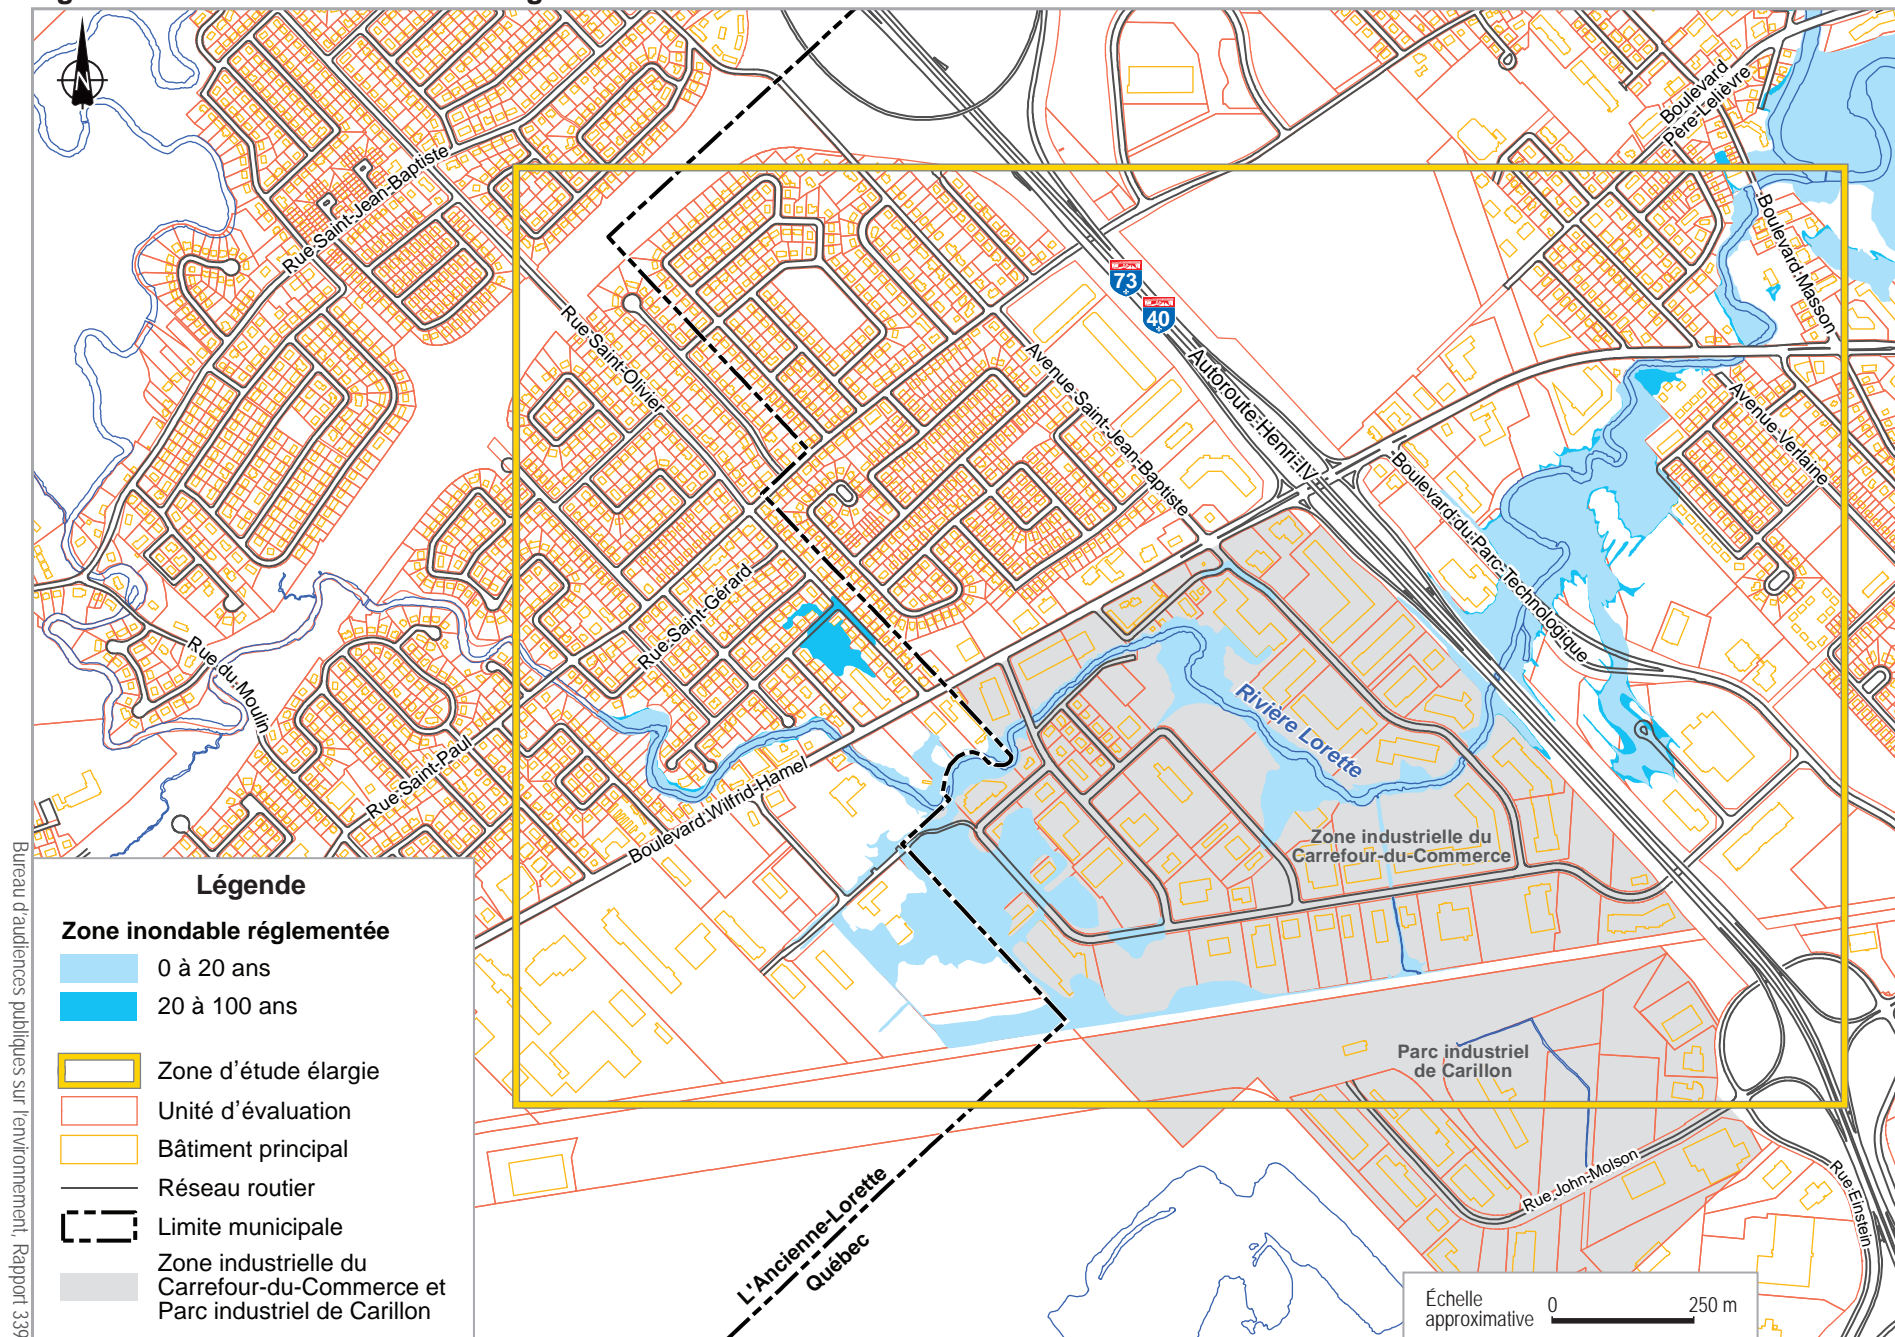 N
Boulevard
Père-Lelièvre
Rue Saint-Jean-Baptiste
Boulevard Masson
73
40
Rue Saint-Olivier
Avenue Saint-Jean-Baptiste
Autoroute Henri-IV
Avenue Verlaine
Boulevard du Parc-Technologique
Rue Saint-Gérard
Rue du Moulin
Rivière Lorette
Rue Saint-Paul
Boulevard Wilfrid-Hamel
Zone industrielle du
Carrefour-du-Commerce
Parc industriel
de Carillon
Rue John-Molson
Rue Einstein
L'Ancienne-Lorette
Québec
Légende
Zone inondable réglementée
0 à 20 ans
20 à 100 ans
Zone d'étude élargie
Unité d'évaluation
Bâtiment principal
Réseau routier
Limite municipale
Zone industrielle du
Carrefour-du-Commerce et
Parc industriel de Carillon
Échelle
approximative
0 250 m
Bureau d'audiences publiques sur l'environnement, Rapport 339